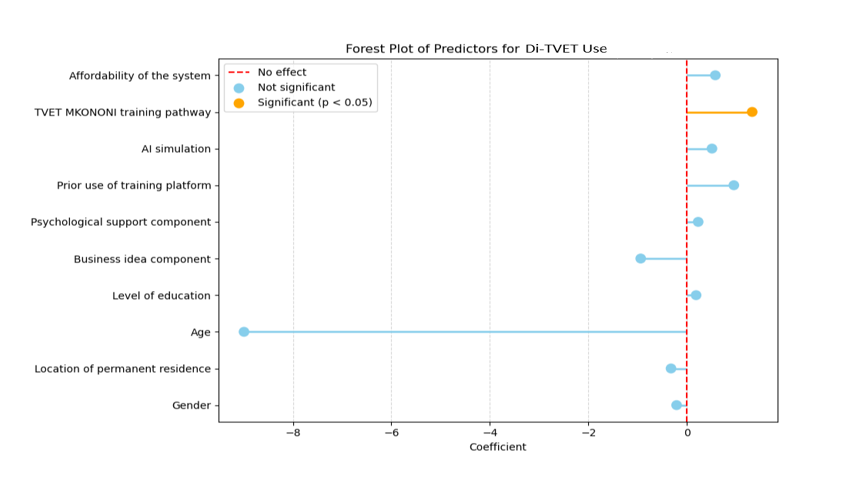 Forest Plot of Predictors for Di-TVET Use
No effect
Not significant
Significant (p < 0.05)
Affordability of the system
TVET MKONONI training pathway
AI simulation
Prior use of training platform
Psychological support component
Business idea component
Level of education
Age
Location of permanent residence
Gender
−8 −6 −4 −2 0
Coefficient